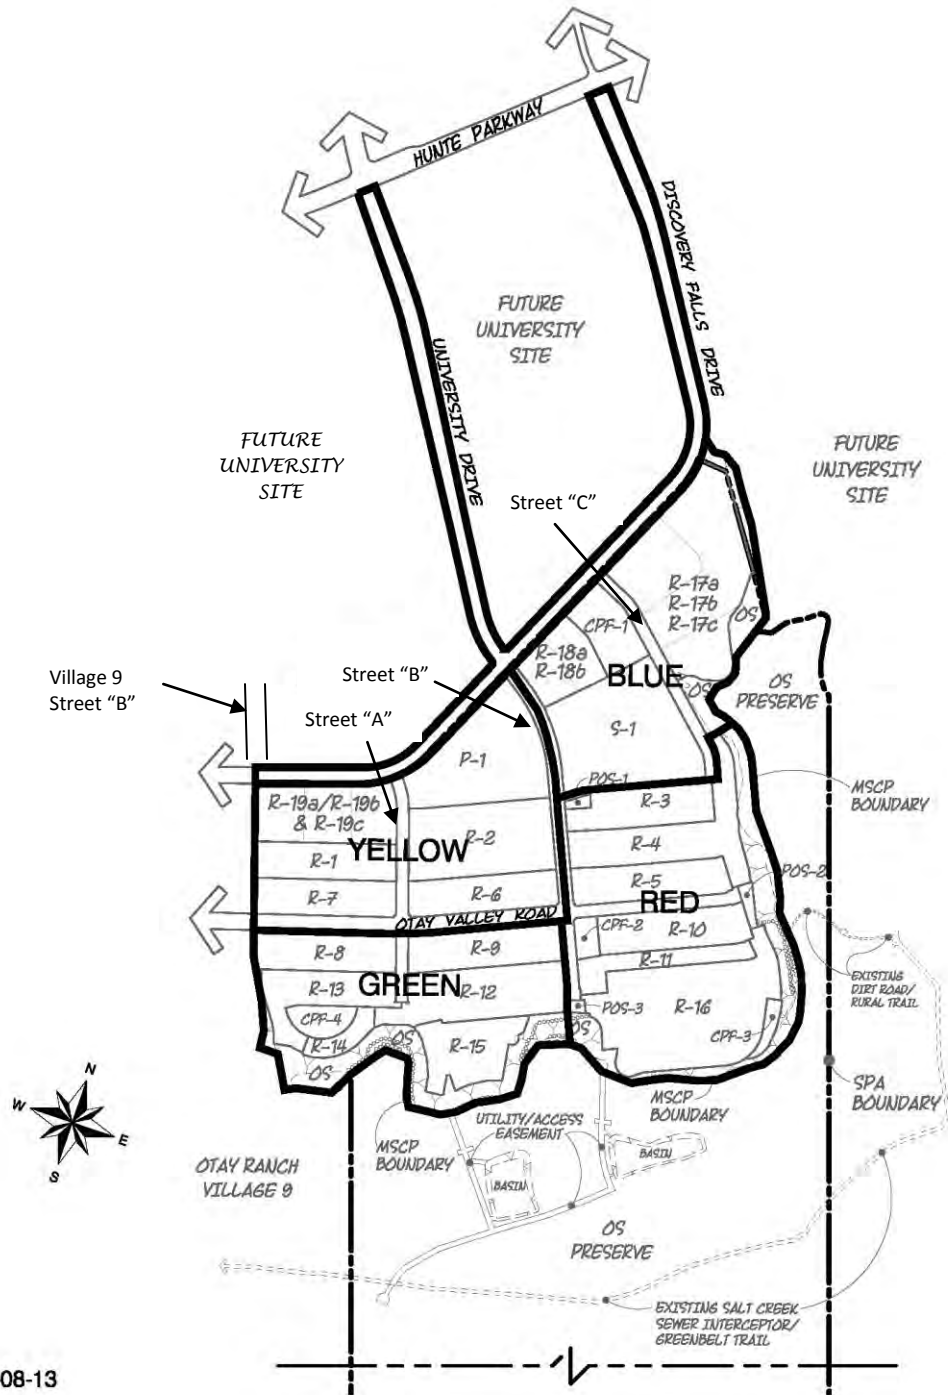 HUNTE PARKWAY
DISCOVERY FALLS DRIVE
FUTURE
UNIVERSITY
SITE
UNIVERSITY DRIVE
FUTURE
UNIVERSITY
SITE
FUTURE
UNIVERSITY
SITE
Street “C”
R-17a
R-17b
R-17c
OS
CPF-1
R-18a
R-18b
BLUE
OS
OS
PRESERVE
Village 9
Street “B”
Street “B”
Street “A”
S-1
P-1
POS-1
R-3
MSCP
BOUNDARY
R-19a/R-19b
& R-19c
R-2
YELLOW
R-4
R-1
R-5
POS-2
R-7
R-6
RED
OTAY VALLEY ROAD
CPF-2
R-10
R-8
R-9
R-11
EXISTING
DIRT ROAD/
RURAL TRAIL
R-13
GREEN
R-12
POS-3
R-16
CPF-4
CPF-3
R-14
OS
R-15
OS
OS
SPA
BOUNDARY
MSCP
BOUNDARY
UTILITY/ACCESS
EASEMENT
MSCP
BOUNDARY
BASIN
BASIN
N
W
E
S
OTAY RANCH
VILLAGE 9
OS
PRESERVE
EXISTING SALT CREEK
SEWER INTERCEPTOR/
GREENBELT TRAIL
08-13